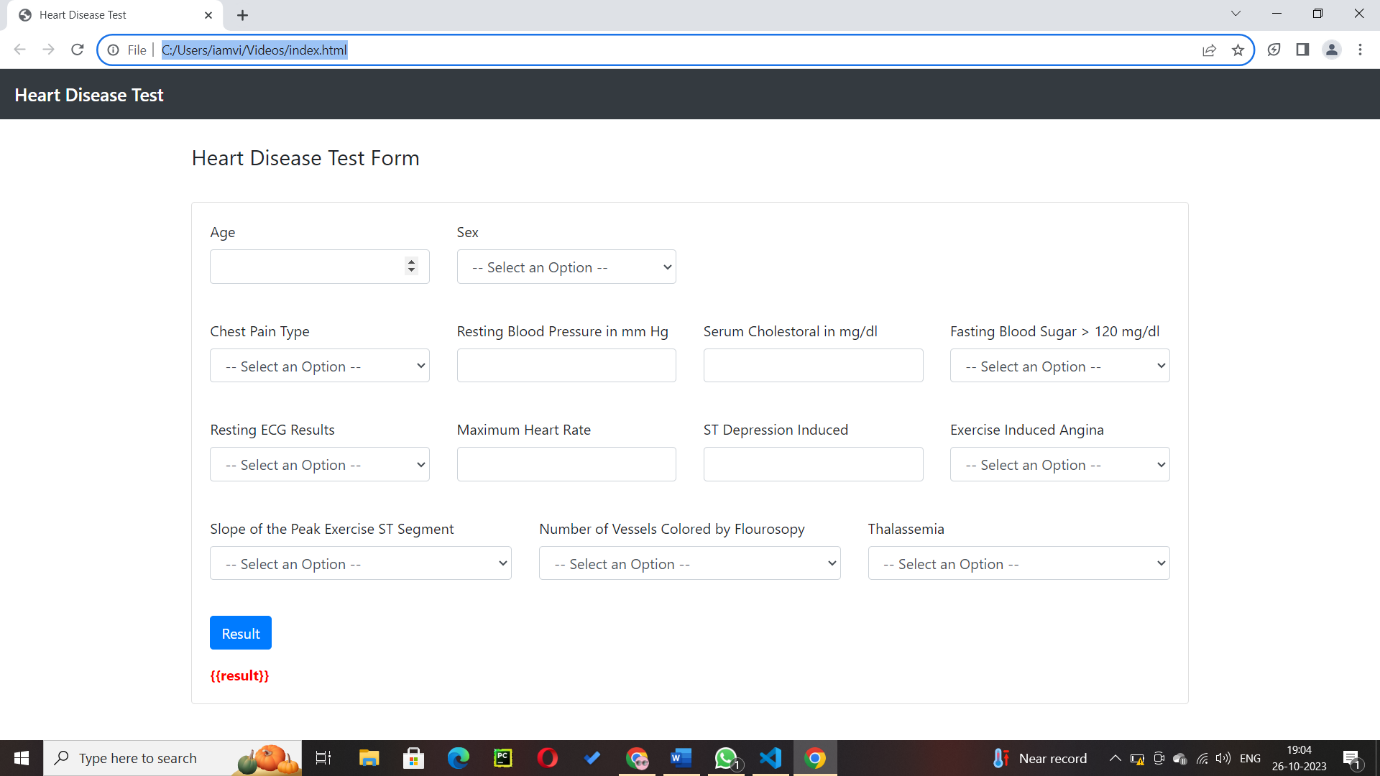 Heart Disease Test
File | C:/Users/iamvi/Videos/index.html
Heart Disease Test
Heart Disease Test Form
Age Sex
-- Select an Option --
Chest Pain Type Resting Blood Pressure in mm Hg Serum Cholestoral in mg/dl Fasting Blood Sugar > 120 mg/dl
-- Select an Option -- -- Select an Option --
Resting ECG Results Maximum Heart Rate ST Depression Induced Exercise Induced Angina
-- Select an Option -- -- Select an Option --
Slope of the Peak Exercise ST Segment Number of Vessels Colored by Flourosopy Thalassemia
-- Select an Option -- -- Select an Option -- -- Select an Option --
Result
{{result}}
Type here to search PC W 1 Near record ENG 19:04
26-10-2023 1